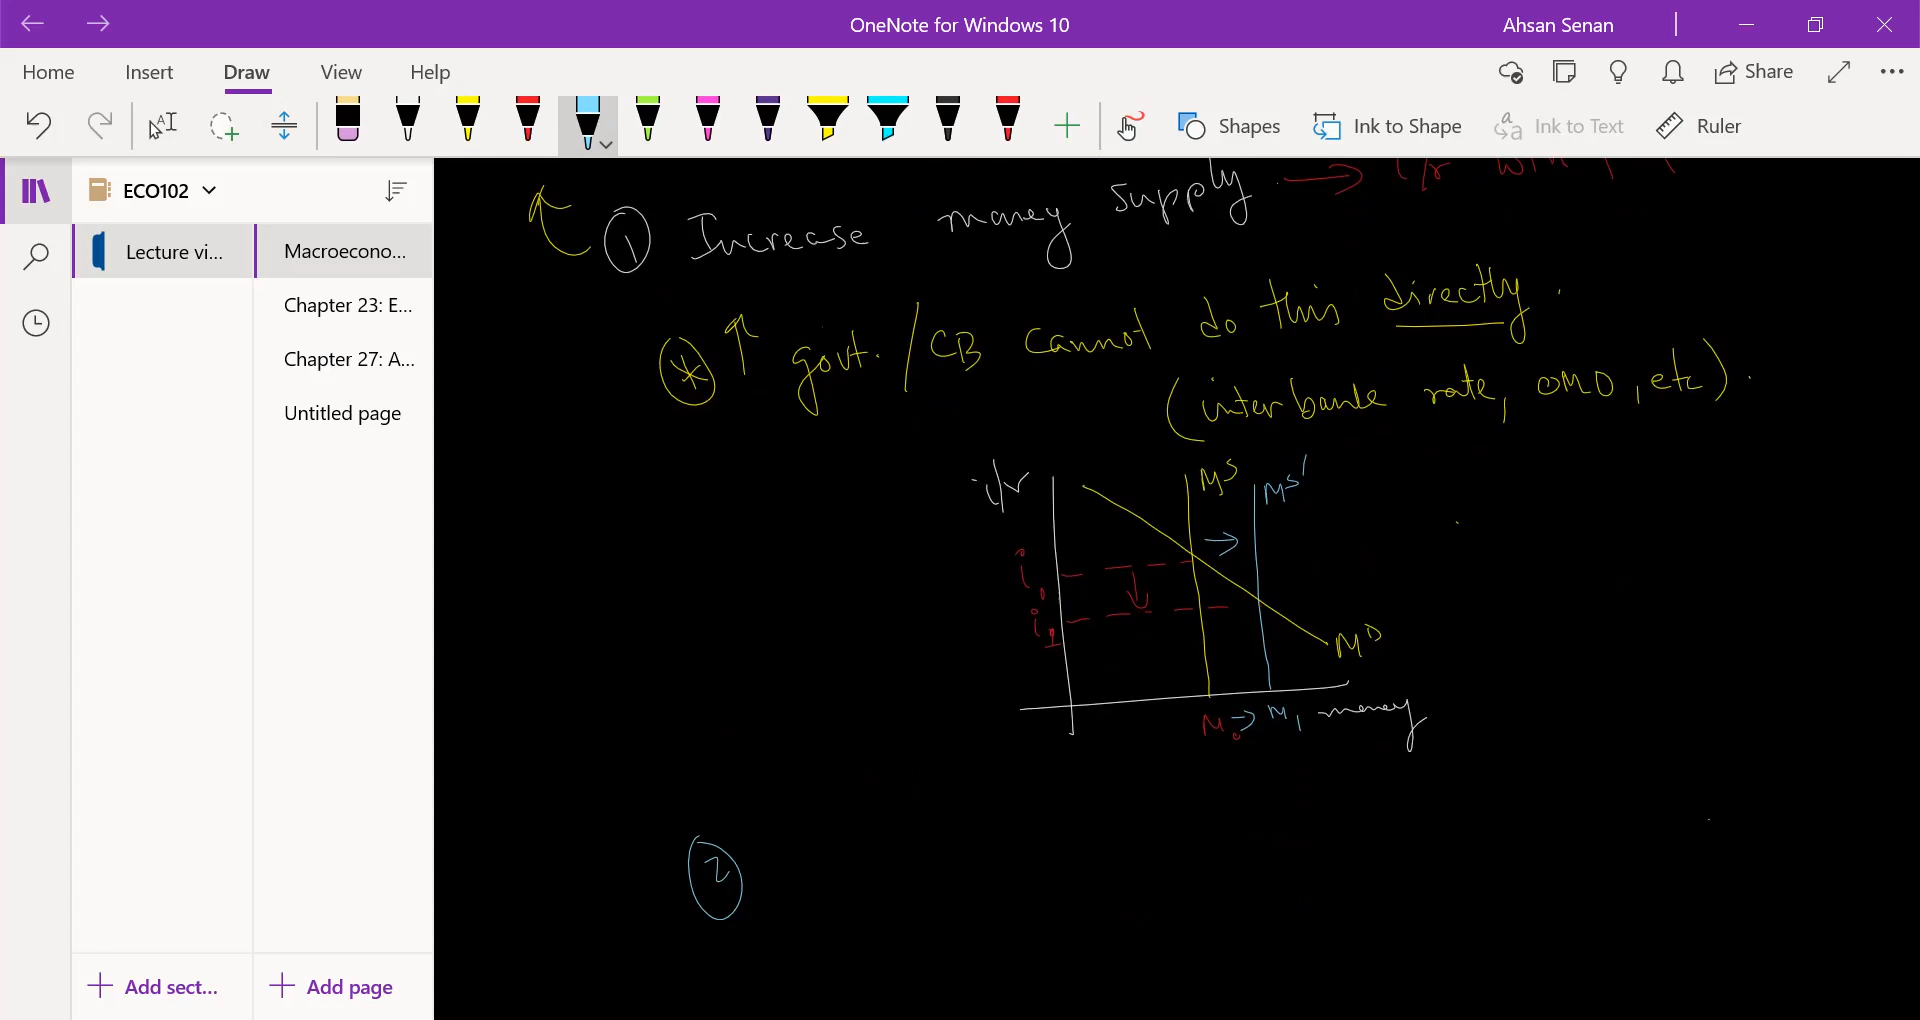 OneNote for Windows 10
Ahsan Senan
Home Insert Draw View Help
Share
Shapes Ink to Shape Ink to Text Ruler
ECO102
Lecture vi...
Macroecono...
Chapter 23: E...
Chapter 27: A...
Untitled page
Add sect...
Add page
① Increase money supply → i/r will
* ↑ govt. / CB cannot do this directly.
(interbank rate, OMO, etc).
i/r
MS
MS'
→
i0
i1
MD
M0 → M1 money
②